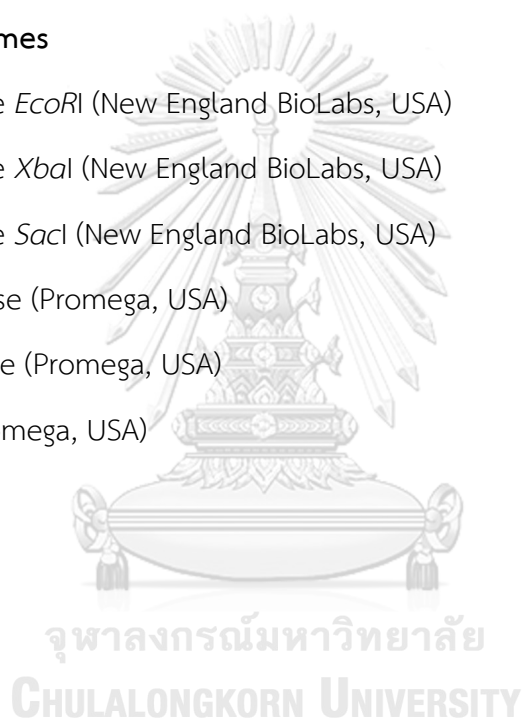 mes
e EcoRI (New England BioLabs, USA)
e XbaI (New England BioLabs, USA)
e SacI (New England BioLabs, USA)
se (Promega, USA)
e (Promega, USA)
omega, USA)
จุฬาลงกรณ์มหาวิทยาลัย
CHULALONGKORN UNIVERSITY